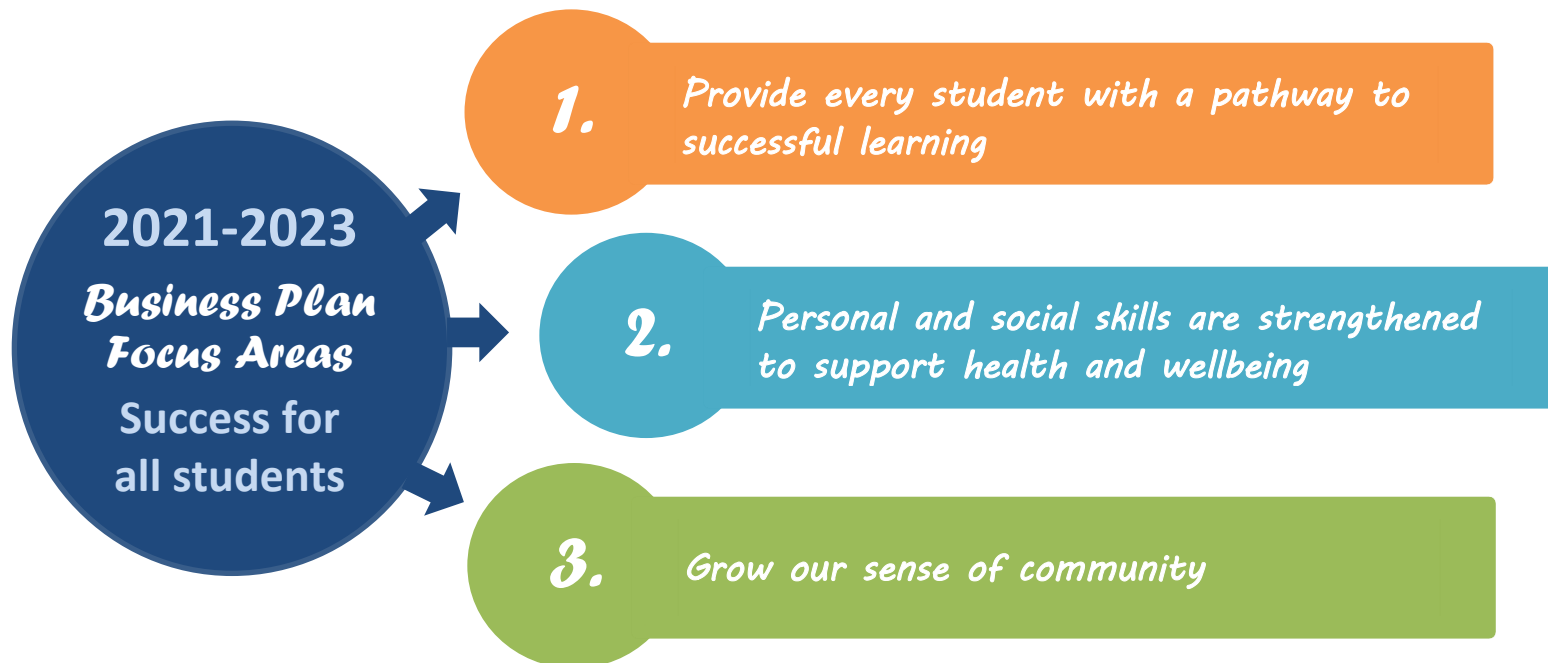 2021-2023
Business Plan
Focus Areas
Success for
all students
1.
Provide every student with a pathway to
successful learning
2.
Personal and social skills are strengthened
to support health and wellbeing
3.
Grow our sense of community